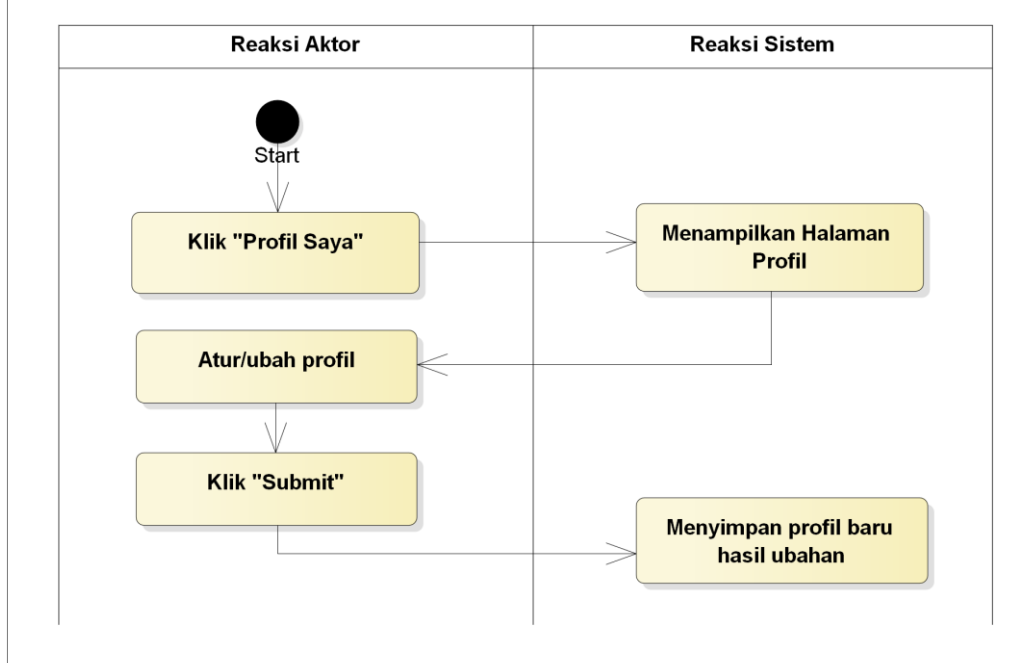 Reaksi Aktor
Reaksi Sistem
Start
Klik "Profil Saya"
Menampilkan Halaman
Profil
Atur/ubah profil
Klik "Submit"
Menyimpan profil baru
hasil ubahan